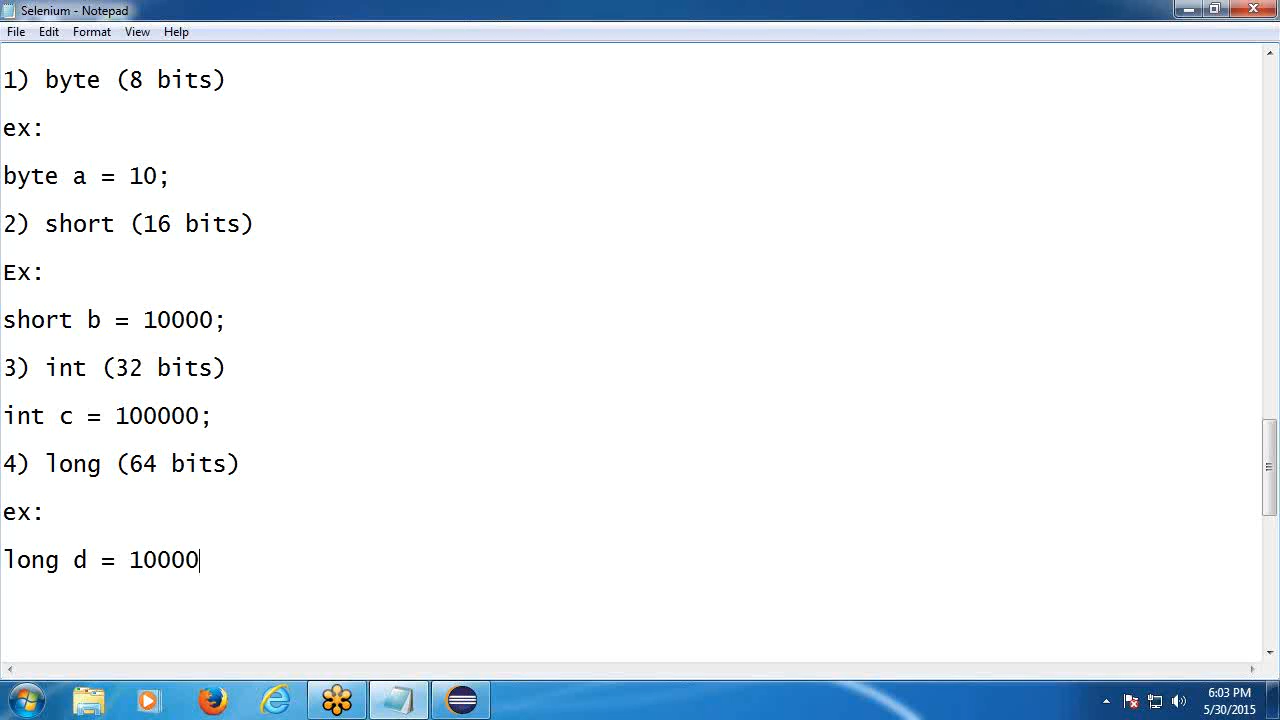 Selenium - Notepad
File Edit Format View Help
1) byte (8 bits)
ex:
byte a = 10;
2) short (16 bits)
Ex:
short b = 10000;
3) int (32 bits)
int c = 100000;
4) long (64 bits)
ex:
long d = 10000
6:03 PM
5/30/2015